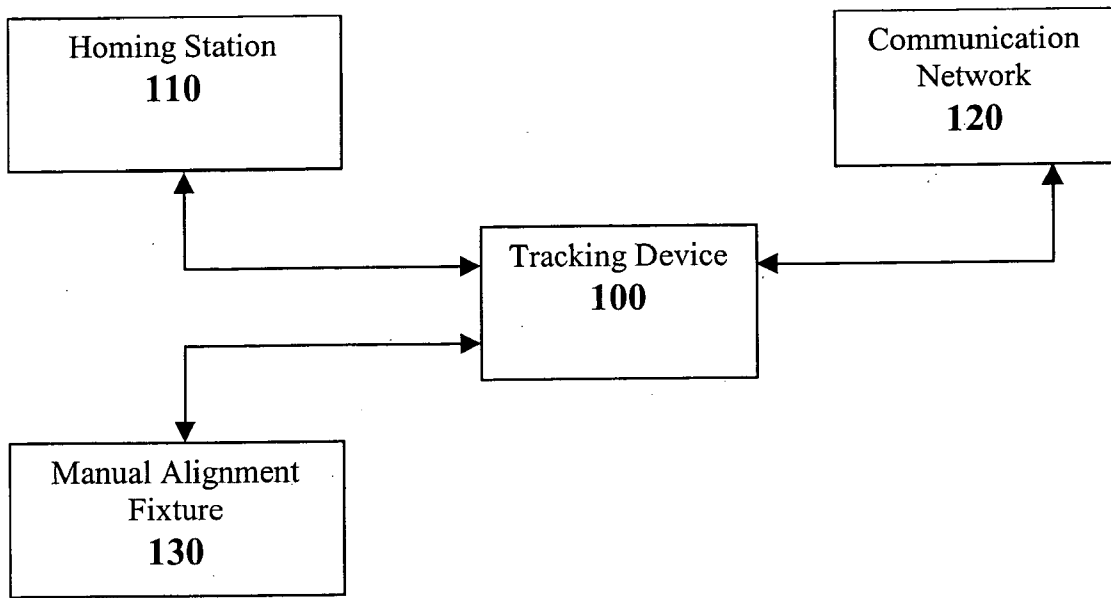 Homing Station
110
Communication
Network
120
Tracking Device
100
Manual Alignment
Fixture
130